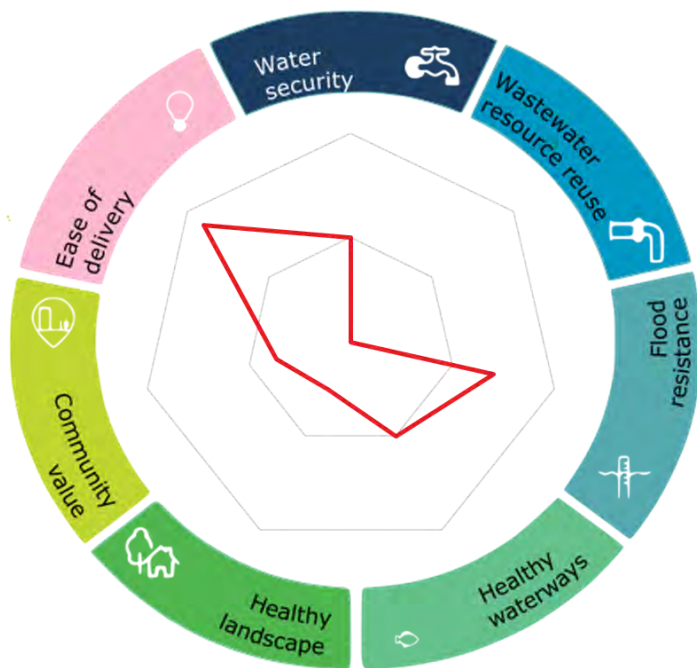 Water
security
Wastewater
resource reuse
Flood
resistance
Healthy
waterways
Healthy
landscape
Community
value
Ease of
delivery